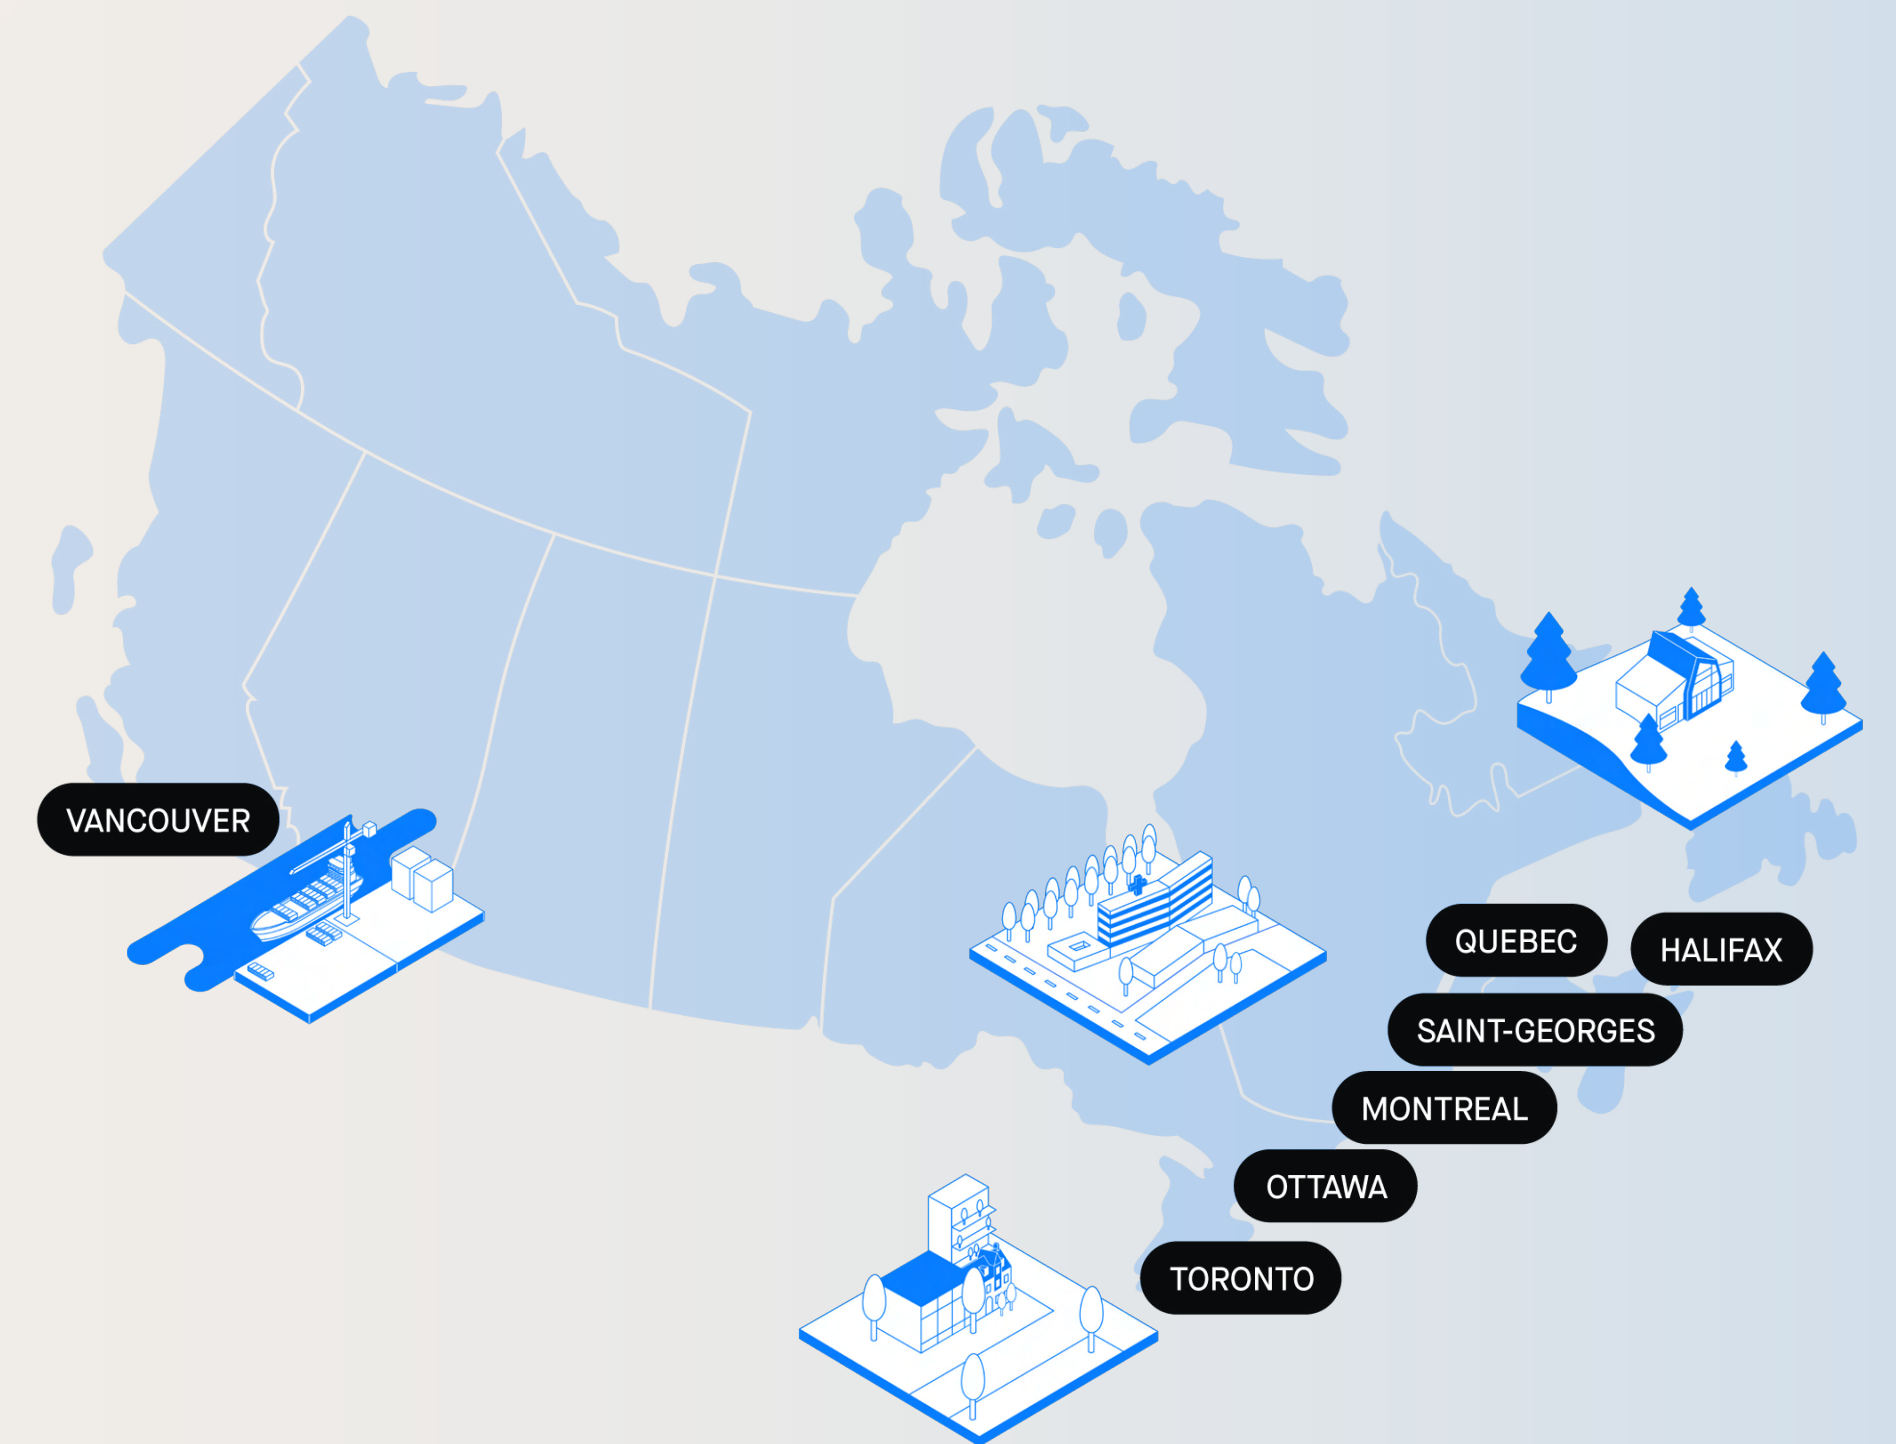 VANCOUVER
QUEBEC
HALIFAX
SAINT-GEORGES
MONTREAL
OTTAWA
TORONTO